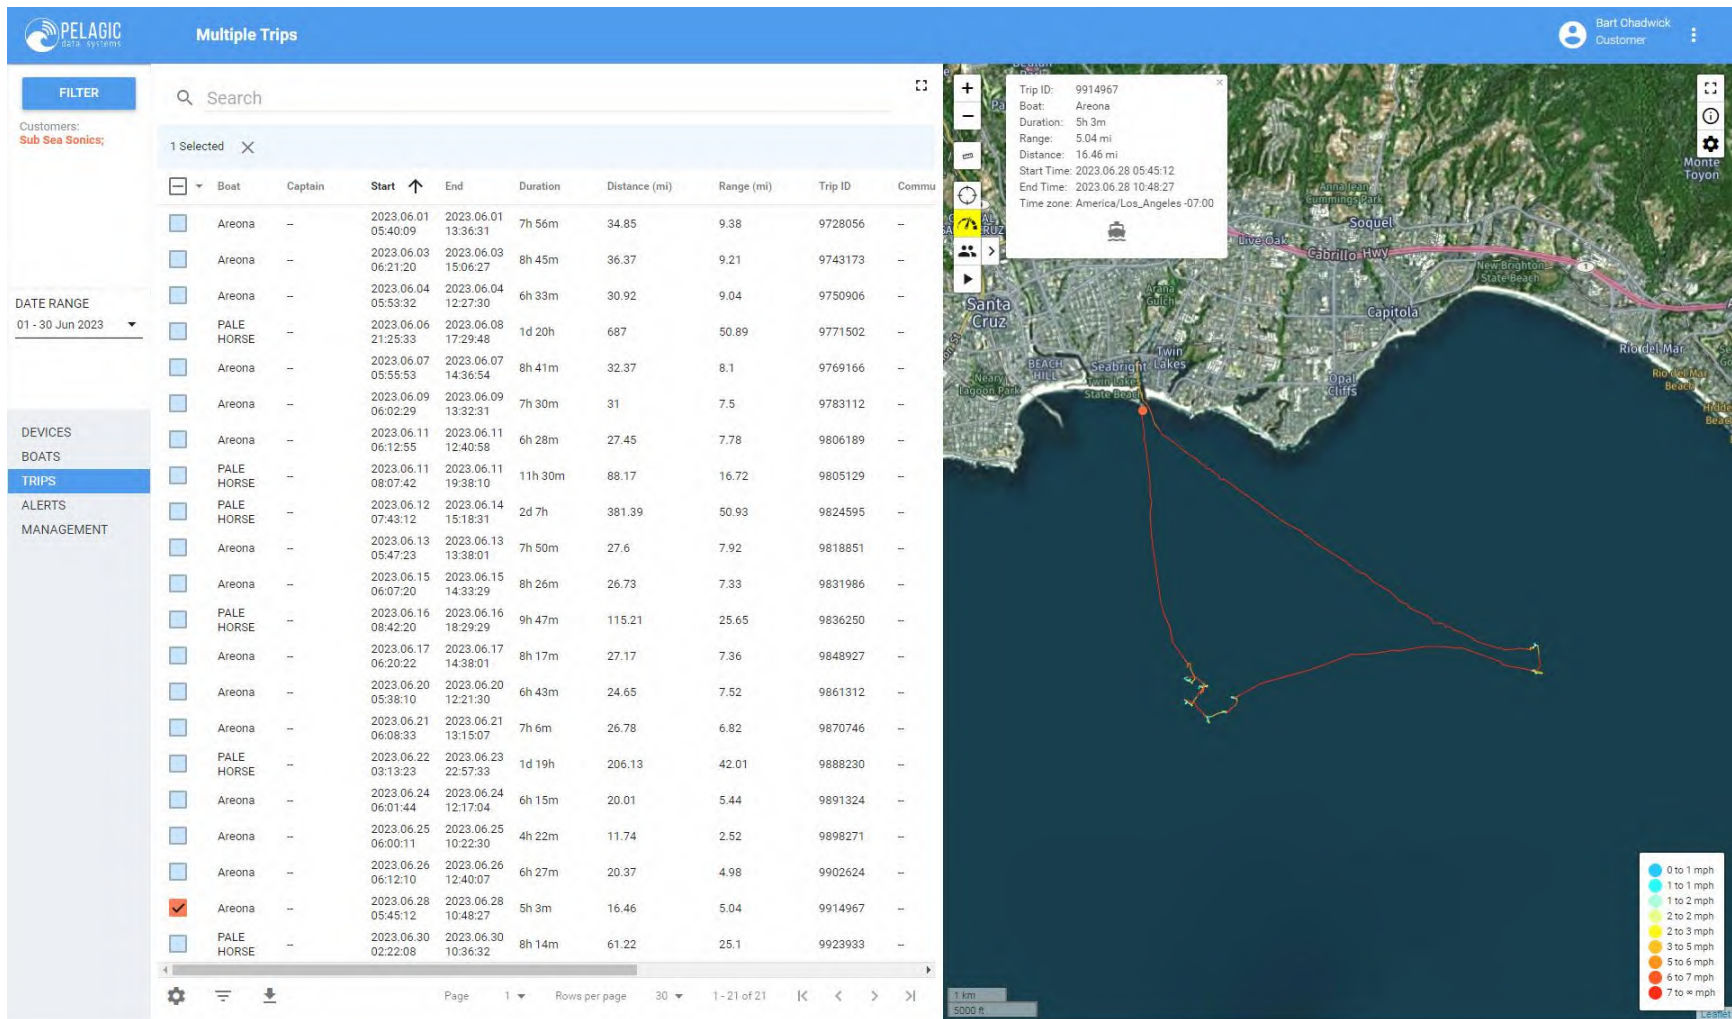 PELAGIC
data systems
Multiple Trips
Bart Chadwick
Customer
FILTER
Customers:
Sub Sea Sonics;
DATE RANGE
01 - 30 Jun 2023
DEVICES
BOATS
TRIPS
ALERTS
MANAGEMENT
Search
1 Selected
Boat Captain Start End Duration Distance (mi) Range (mi) Trip ID Commu
Areona -- 2023.06.01 05:40:09 2023.06.01 13:36:31 7h 56m 34.85 9.38 9728056 --
Areona -- 2023.06.03 06:21:20 2023.06.03 15:06:27 8h 45m 36.37 9.21 9743173 --
Areona -- 2023.06.04 05:53:32 2023.06.04 12:27:30 6h 33m 30.92 9.04 9750906 --
PALE HORSE -- 2023.06.06 21:25:33 2023.06.08 17:29:48 1d 20h 687 50.89 9771502 --
Areona -- 2023.06.07 05:55:53 2023.06.07 14:36:54 8h 41m 32.37 8.1 9769166 --
Areona -- 2023.06.09 06:02:29 2023.06.09 13:32:31 7h 30m 31 7.5 9783112 --
Areona -- 2023.06.11 06:12:55 2023.06.11 12:40:58 6h 28m 27.45 7.78 9806189 --
PALE HORSE -- 2023.06.11 08:07:42 2023.06.11 19:38:10 11h 30m 88.17 16.72 9805129 --
PALE HORSE -- 2023.06.12 07:43:12 2023.06.14 15:18:31 2d 7h 381.39 50.93 9824595 --
Areona -- 2023.06.13 05:47:23 2023.06.13 13:38:01 7h 50m 27.6 7.92 9818851 --
Areona -- 2023.06.15 06:07:20 2023.06.15 14:33:29 8h 26m 26.73 7.33 9831986 --
PALE HORSE -- 2023.06.16 08:42:20 2023.06.16 18:29:29 9h 47m 115.21 25.65 9836250 --
Areona -- 2023.06.17 06:20:22 2023.06.17 14:38:01 8h 17m 27.17 7.36 9848927 --
Areona -- 2023.06.20 05:38:10 2023.06.20 12:21:30 6h 43m 24.65 7.52 9861312 --
Areona -- 2023.06.21 06:08:33 2023.06.21 13:15:07 7h 6m 26.78 6.82 9870746 --
PALE HORSE -- 2023.06.22 03:13:23 2023.06.23 22:57:33 1d 19h 206.13 42.01 9888230 --
Areona -- 2023.06.24 06:01:44 2023.06.24 12:17:04 6h 15m 20.01 5.44 9891324 --
Areona -- 2023.06.25 06:00:11 2023.06.25 10:22:30 4h 22m 11.74 2.52 9898271 --
Areona -- 2023.06.26 06:12:10 2023.06.26 12:40:07 6h 27m 20.37 4.98 9902624 --
Areona -- 2023.06.28 05:45:12 2023.06.28 10:48:27 5h 3m 16.46 5.04 9914967 --
PALE HORSE -- 2023.06.30 02:22:08 2023.06.30 10:36:32 8h 14m 61.22 25.1 9923933 --
Page 1 Rows per page 30 1 - 21 of 21
Trip ID: 9914967
Boat: Areona
Duration: 5h 3m
Range: 5.04 mi
Distance: 16.46 mi
Start Time: 2023.06.28 05:45:12
End Time: 2023.06.28 10:48:27
Time zone: America/Los_Angeles -07:00
Monte
Toyon
Anna Jean
Cummings Park
Soquel
Live Oak
Cabrillo Hwy
New Brighton
State Beach
1
Arana
Gulch
Santa
Cruz
Capitola
Rio del Mar
Rio del Mar
Beach
Twin
Lakes
BEACH
HILL
Seabright
Twin Lakes
State Beach
Neary
Lagoon Park
Opal
Cliffs
0 to 1 mph
1 to 1 mph
1 to 2 mph
2 to 2 mph
2 to 3 mph
3 to 5 mph
5 to 6 mph
6 to 7 mph
7 to ∞ mph
1 km
5000 ft
Leaflet